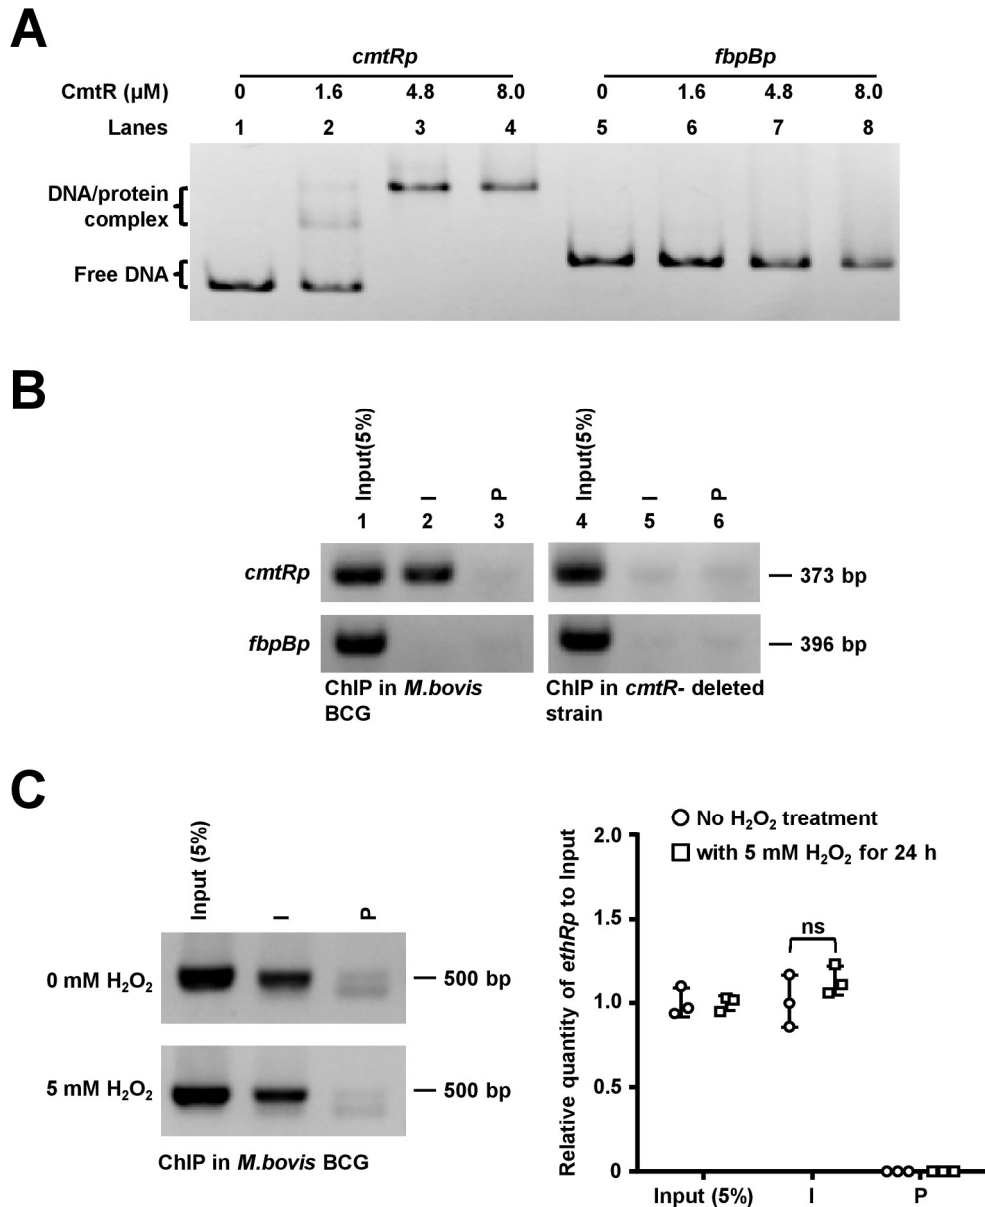 A
cmtRp fbpBp
CmtR (µM) 0 1.6 4.8 8.0 0 1.6 4.8 8.0
Lanes 1 2 3 4 5 6 7 8
DNA/protein
complex
Free DNA
B
Input(5%) I P Input(5%) I P
1 2 3 4 5 6
cmtRp 373 bp
fbpBp 396 bp
ChIP in M.bovis
BCG
ChIP in cmtR- deleted
strain
C
Input (5%) I P
0 mM H₂O₂ 500 bp
5 mM H₂O₂ 500 bp
ChIP in M.bovis BCG
No H₂O₂ treatment
with 5 mM H₂O₂ for 24 h
Relative quantity of ethRp to Input
2.0
1.5
1.0
0.5
0
ns
Input (5%) I P